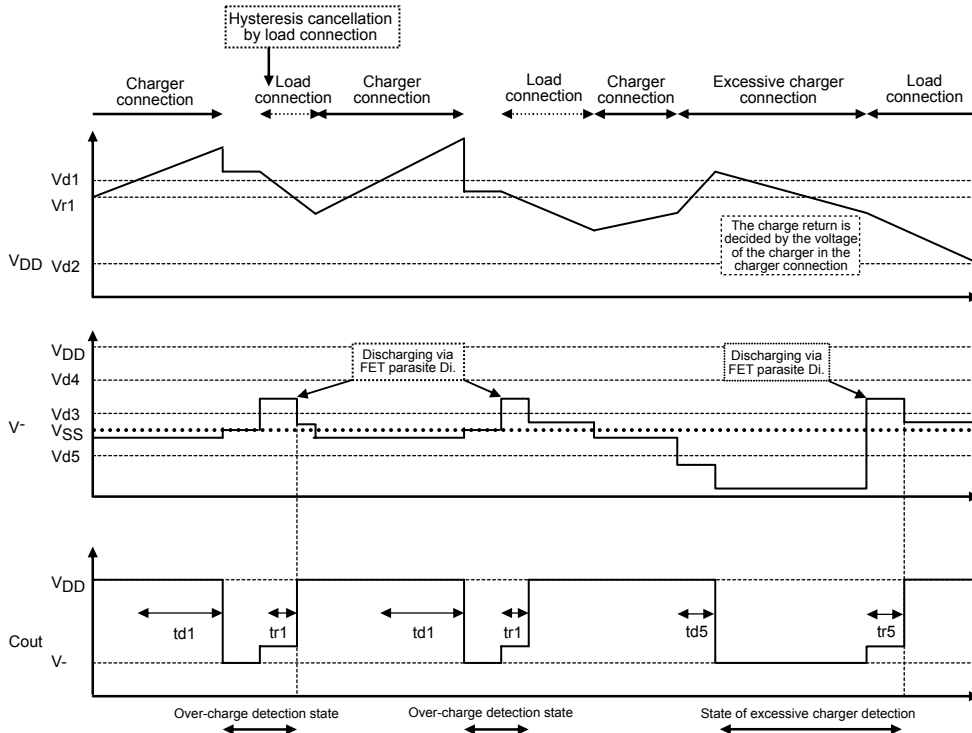 Hysteresis cancellation
by load connection
Charger
connection
Load
connection
Charger
connection
Load
connection
Charger
connection
Excessive charger
connection
Load
connection
Vd1
Vr1
VDD
Vd2
The charge return is
decided by the voltage
of the charger in the
charger connection
VDD
Vd4
Vd3
V-
VSS
Vd5
Discharging via
FET parasite Di.
Discharging via
FET parasite Di.
VDD
Cout
V-
td1
tr1
td1
tr1
td5
tr5
Over-charge detection state
Over-charge detection state
State of excessive charger detection